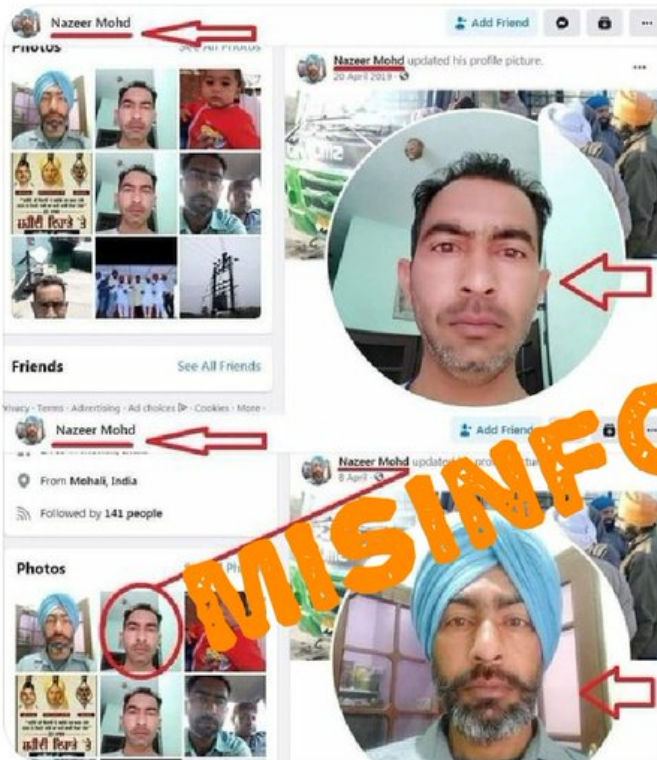 Nazeer Mohd
Add Friend
Photos
See All Photos
Nazeer Mohd updated his profile picture.
20 April 2019
Friends
See All Friends
Privacy · Terms · Advertising · Ad choices · Cookies · More ·
Nazeer Mohd
Add Friend
From Mohali, India
Followed by 141 people
Nazeer Mohd updated
8 April
MISINFO
Photos